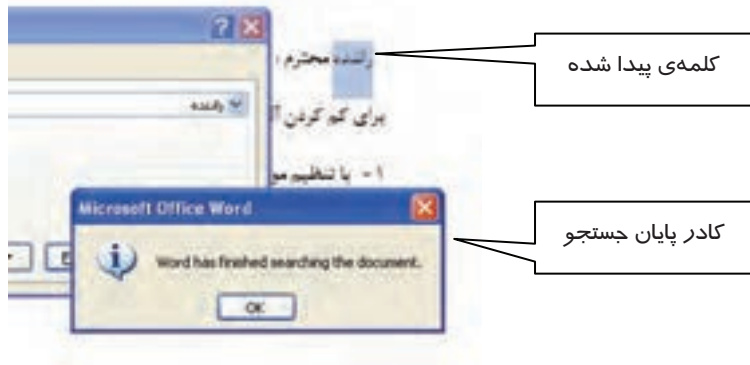 راننده محترم :
کلمه‌ی پیدا شده
راننده
برای کم کردن آ
۱- با تنظیم مو
Microsoft Office Word
کادر پایان جستجو
Word has finished searching the document.
OK